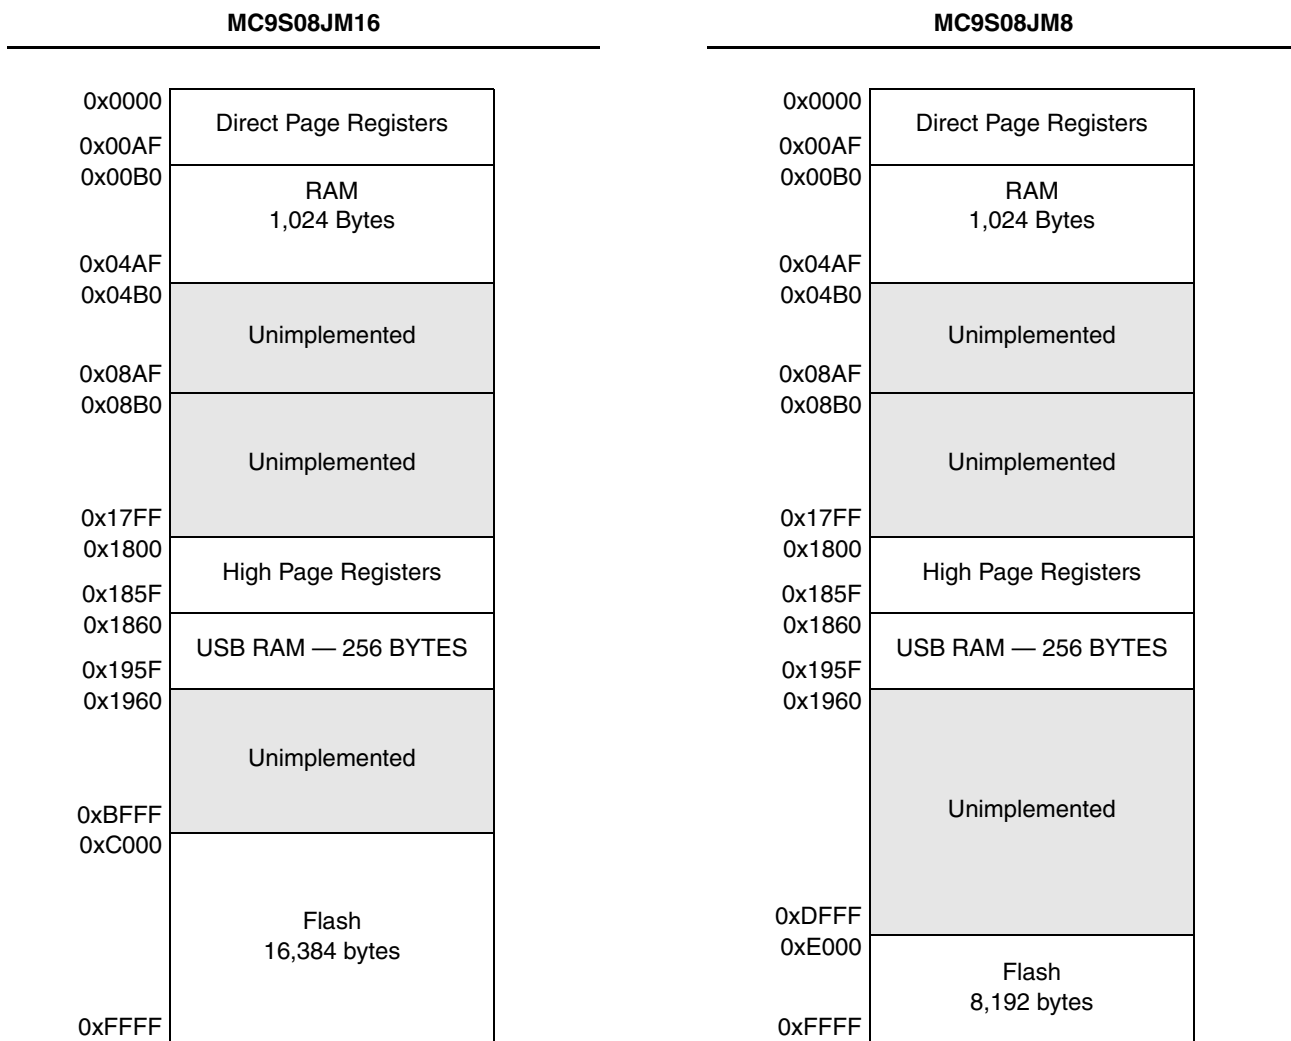 MC9S08JM16
0x0000
Direct Page Registers
0x00AF
0x00B0
RAM
1,024 Bytes
0x04AF
0x04B0
Unimplemented
0x08AF
0x08B0
Unimplemented
0x17FF
0x1800
High Page Registers
0x185F
0x1860
USB RAM — 256 BYTES
0x195F
0x1960
Unimplemented
0xBFFF
0xC000
Flash
16,384 bytes
0xFFFF
MC9S08JM8
0x0000
Direct Page Registers
0x00AF
0x00B0
RAM
1,024 Bytes
0x04AF
0x04B0
Unimplemented
0x08AF
0x08B0
Unimplemented
0x17FF
0x1800
High Page Registers
0x185F
0x1860
USB RAM — 256 BYTES
0x195F
0x1960
Unimplemented
0xDFFF
0xE000
Flash
8,192 bytes
0xFFFF